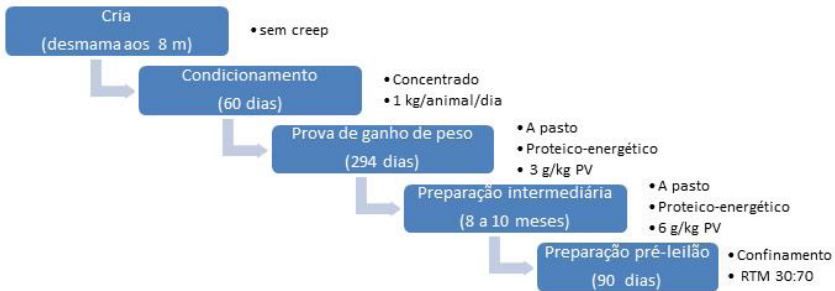 Cria
(desmama aos 8 m)
• sem creep
Condicionamento
(60 dias)
• Concentrado
• 1 kg/animal/dia
Prova de ganho de peso
(294 dias)
• A pasto
• Proteico-energético
• 3 g/kg PV
Preparação intermediária
(8 a 10 meses)
• A pasto
• Proteico-energético
• 6 g/kg PV
Preparação pré-leilão
(90 dias)
• Confinamento
• RTM 30:70